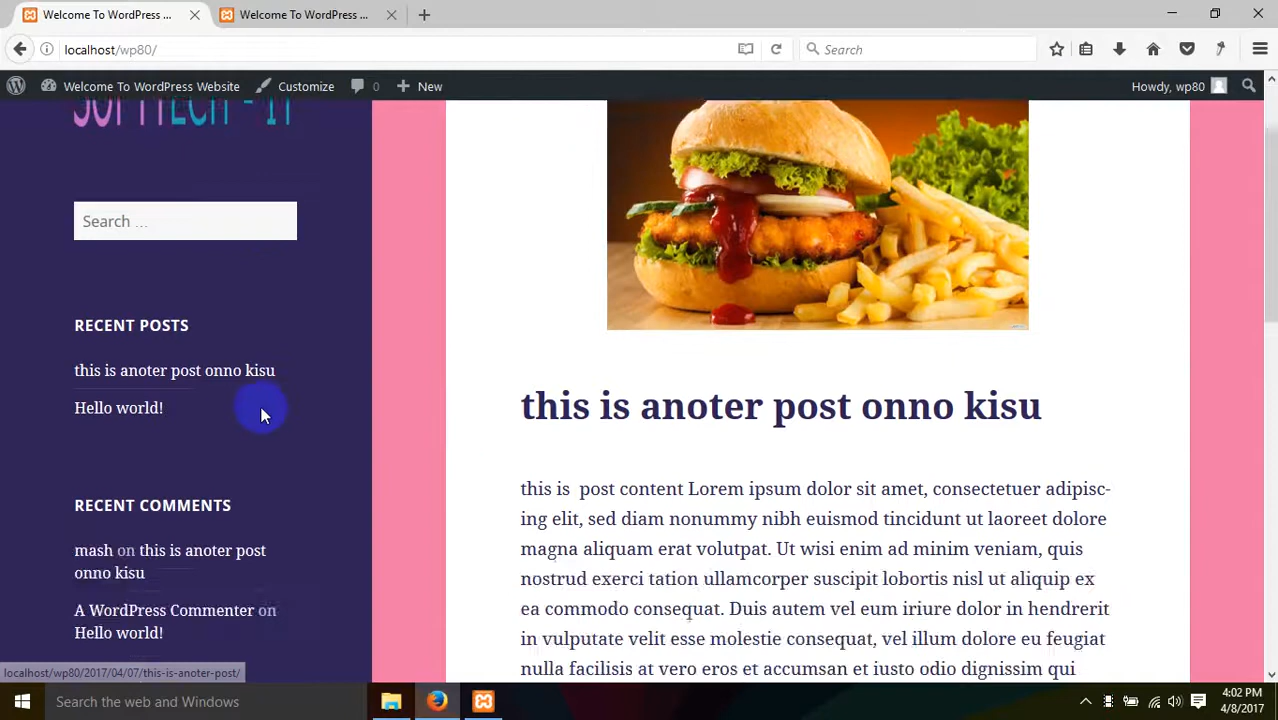 Welcome To WordPress ...
Welcome To WordPress ...
localhost/wp80/
Search
Welcome To WordPress Website
Customize
0
New
Howdy, wp80
SOFTTECH -IT
Search ...
RECENT POSTS
this is anoter post onno kisu
Hello world!
RECENT COMMENTS
mash on this is anoter post
onno kisu
A WordPress Commenter on
Hello world!
this is anoter post onno kisu
this is  post content Lorem ipsum dolor sit amet, consectetuer adipisc-
ing elit, sed diam nonummy nibh euismod tincidunt ut laoreet dolore
magna aliquam erat volutpat. Ut wisi enim ad minim veniam, quis
nostrud exerci tation ullamcorper suscipit lobortis nisl ut aliquip ex
ea commodo consequat. Duis autem vel eum iriure dolor in hendrerit
in vulputate velit esse molestie consequat, vel illum dolore eu feugiat
nulla facilisis at vero eros et accumsan et iusto odio dignissim qui
localhost/wp80/2017/04/07/this-is-anoter-post/
Search the web and Windows
4:02 PM
4/8/2017